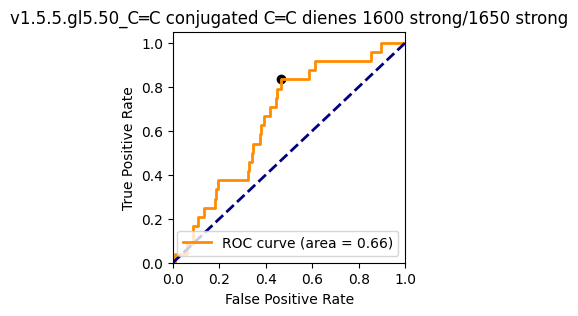 v1.5.5.gl5.50_C=C conjugated C=C dienes 1600 strong/1650 strong
1.0
0.8
0.6
0.4
0.2
0.0
True Positive Rate
ROC curve (area = 0.66)
0.0 0.2 0.4 0.6 0.8 1.0
False Positive Rate